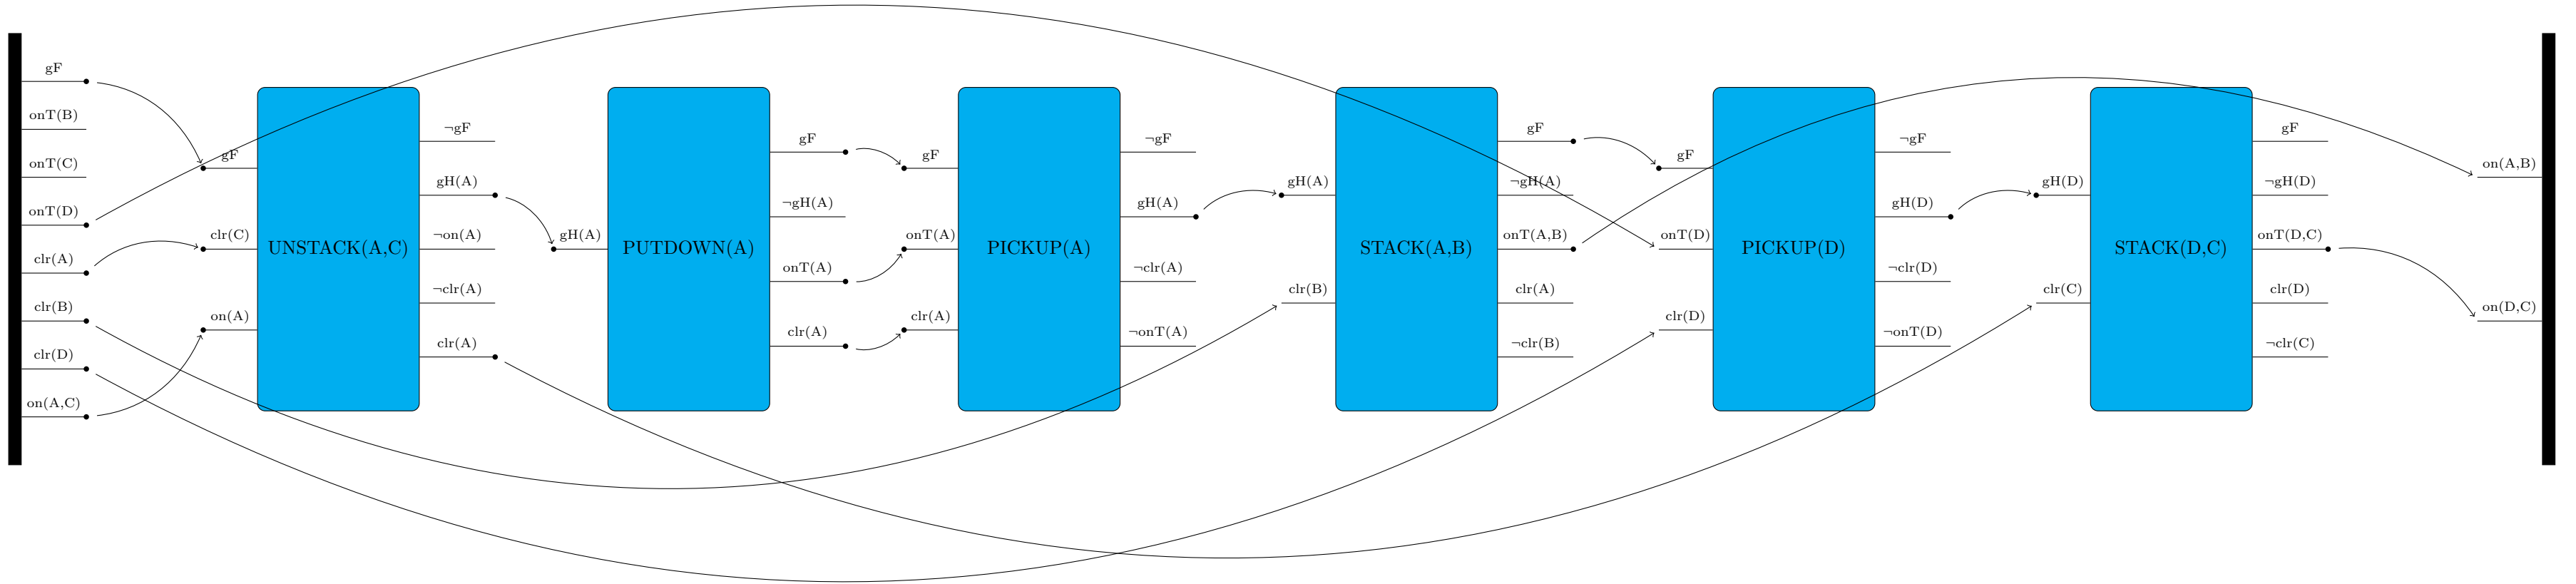 gF
onT(B)
onT(C)
onT(D)
clr(A)
clr(B)
clr(D)
on(A,C)
gF
clr(C)
on(A)
UNSTACK(A,C)
¬gF
gH(A)
¬on(A)
¬clr(A)
clr(A)
gH(A)
PUTDOWN(A)
gF
¬gH(A)
onT(A)
clr(A)
gF
onT(A)
clr(A)
PICKUP(A)
¬gF
gH(A)
¬clr(A)
¬onT(A)
gH(A)
clr(B)
STACK(A,B)
gF
¬gH(A)
onT(A,B)
clr(A)
¬clr(B)
gF
onT(D)
clr(D)
PICKUP(D)
¬gF
gH(D)
¬clr(D)
¬onT(D)
gH(D)
clr(C)
STACK(D,C)
gF
¬gH(D)
onT(D,C)
clr(D)
¬clr(C)
on(A,B)
on(D,C)